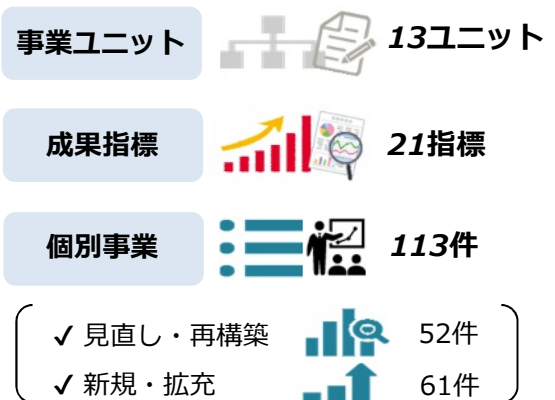 事業ユニット 13ユニット
成果指標 21指標
個別事業 113件
✓ 見直し・再構築 52件
✓ 新規・拡充 61件